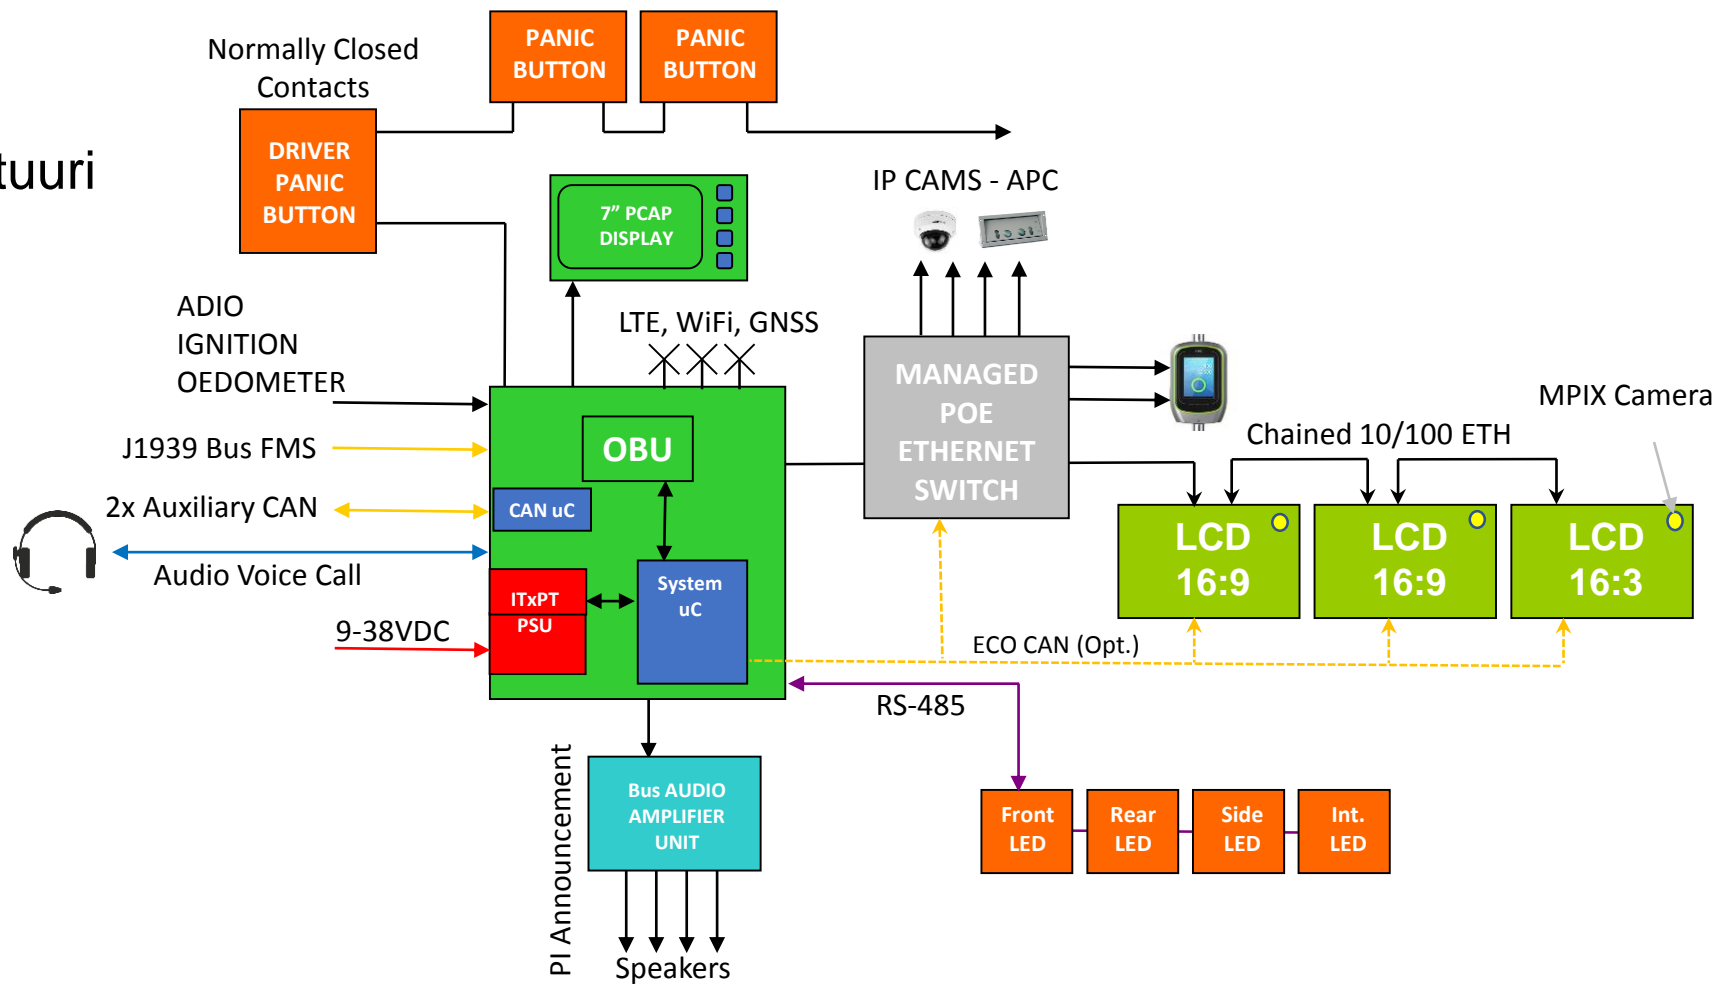 PANIC
BUTTON
PANIC
BUTTON
Normally Closed
Contacts
tuuri
DRIVER
PANIC
BUTTON
7” PCAP
DISPLAY
IP CAMS - APC
ADIO
IGNITION
OEDOMETER
LTE, WiFi, GNSS
MANAGED
POE
ETHERNET
SWITCH
MPIX Camera
Chained 10/100 ETH
J1939 Bus FMS
OBU
2x Auxiliary CAN
CAN uC
Audio Voice Call
LCD
16:9
LCD
16:9
LCD
16:3
ITxPT
PSU
System
uC
9-38VDC
ECO CAN (Opt.)
RS-485
PI Announcement
Bus AUDIO
AMPLIFIER
UNIT
Front
LED
Rear
LED
Side
LED
Int.
LED
Speakers